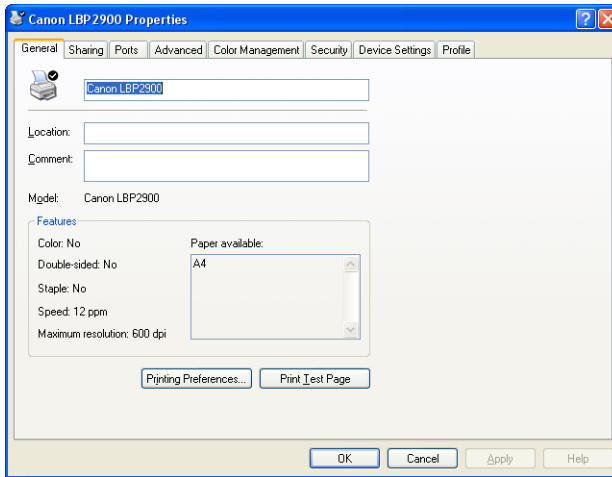 Canon LBP2900 Properties
General Sharing Ports Advanced Color Management Security Device Settings Profile
Canon LBP2900
Location:
Comment:
Model: Canon LBP2900
Features
Color: No Paper available:
Double-sided: No A4
Staple: No
Speed: 12 ppm
Maximum resolution: 600 dpi
Printing Preferences... Print Test Page
OK Cancel Apply Help